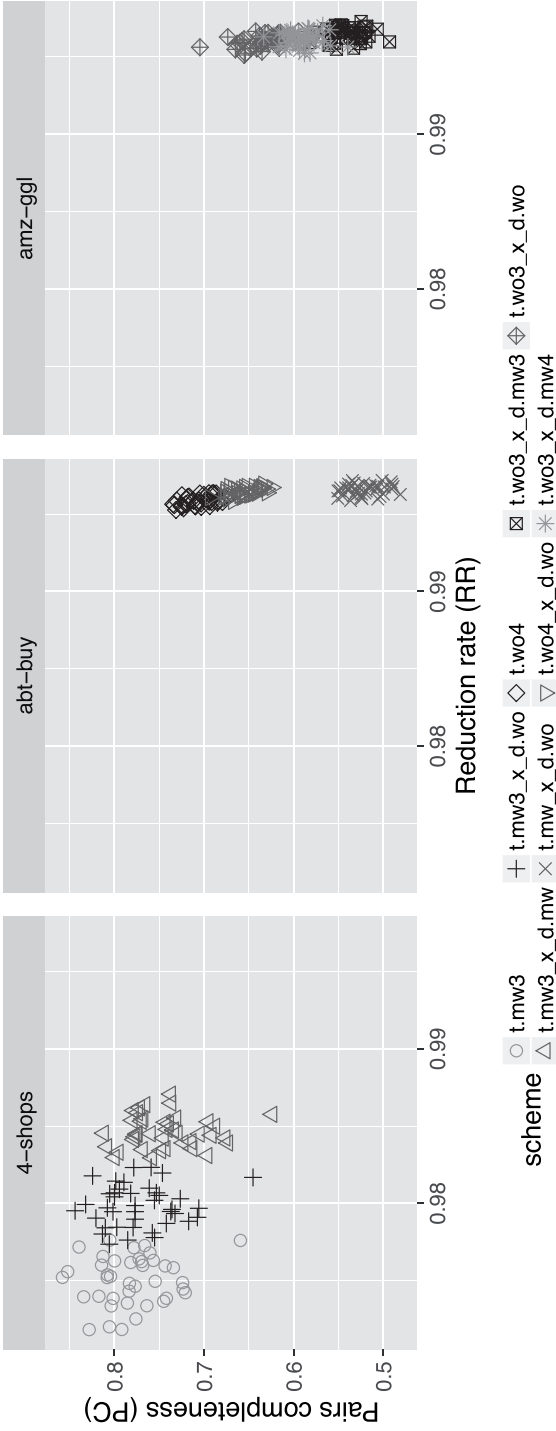 4−shops
abt−buy
amz−ggl
Pairs completeness (PC)
0.8
0.7
0.6
0.5
0.98
0.99
0.98
0.99
0.98
0.99
Reduction rate (RR)
scheme
t.mw3
t.mw3_x_d.wo
t.wo4
t.wo3_x_d.mw3
t.wo3_x_d.wo
t.mw3_x_d.mw
t.mw_x_d.wo
t.wo4_x_d.wo
t.wo3_x_d.mw4